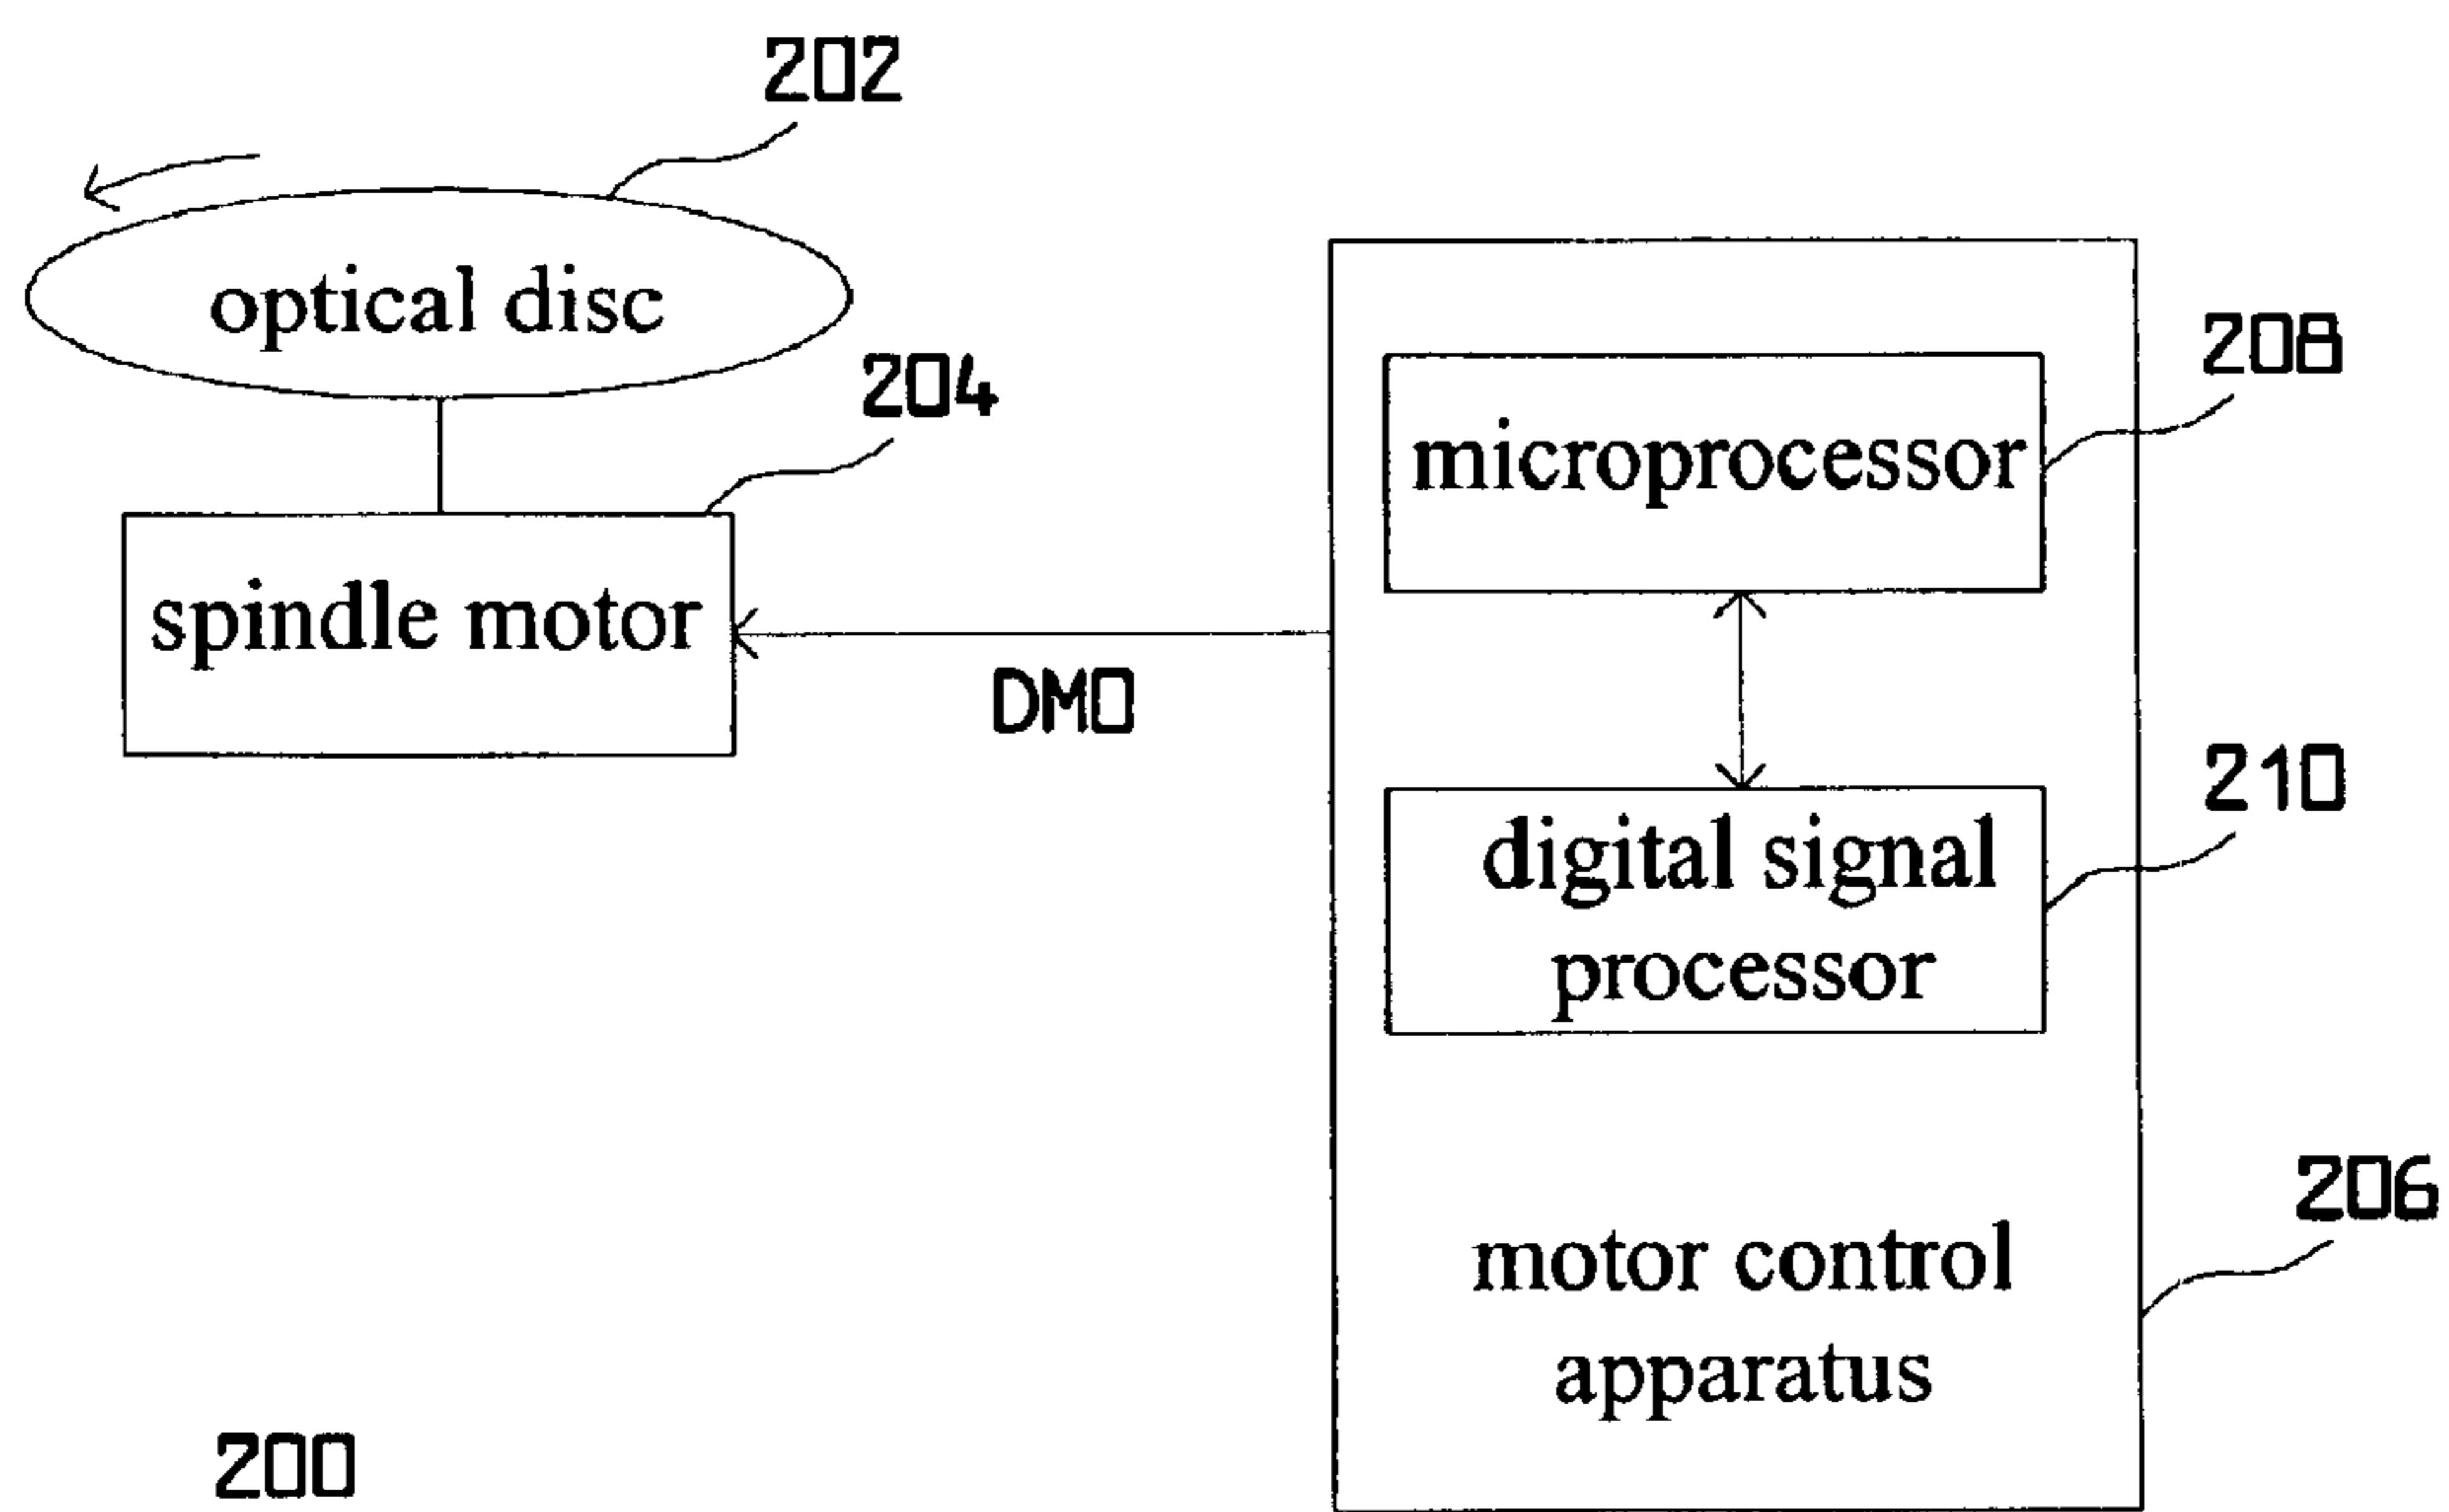 202
optical disc
204
spindle motor
DMO
208
microprocessor
210
digital signal
processor
206
motor control
apparatus
200